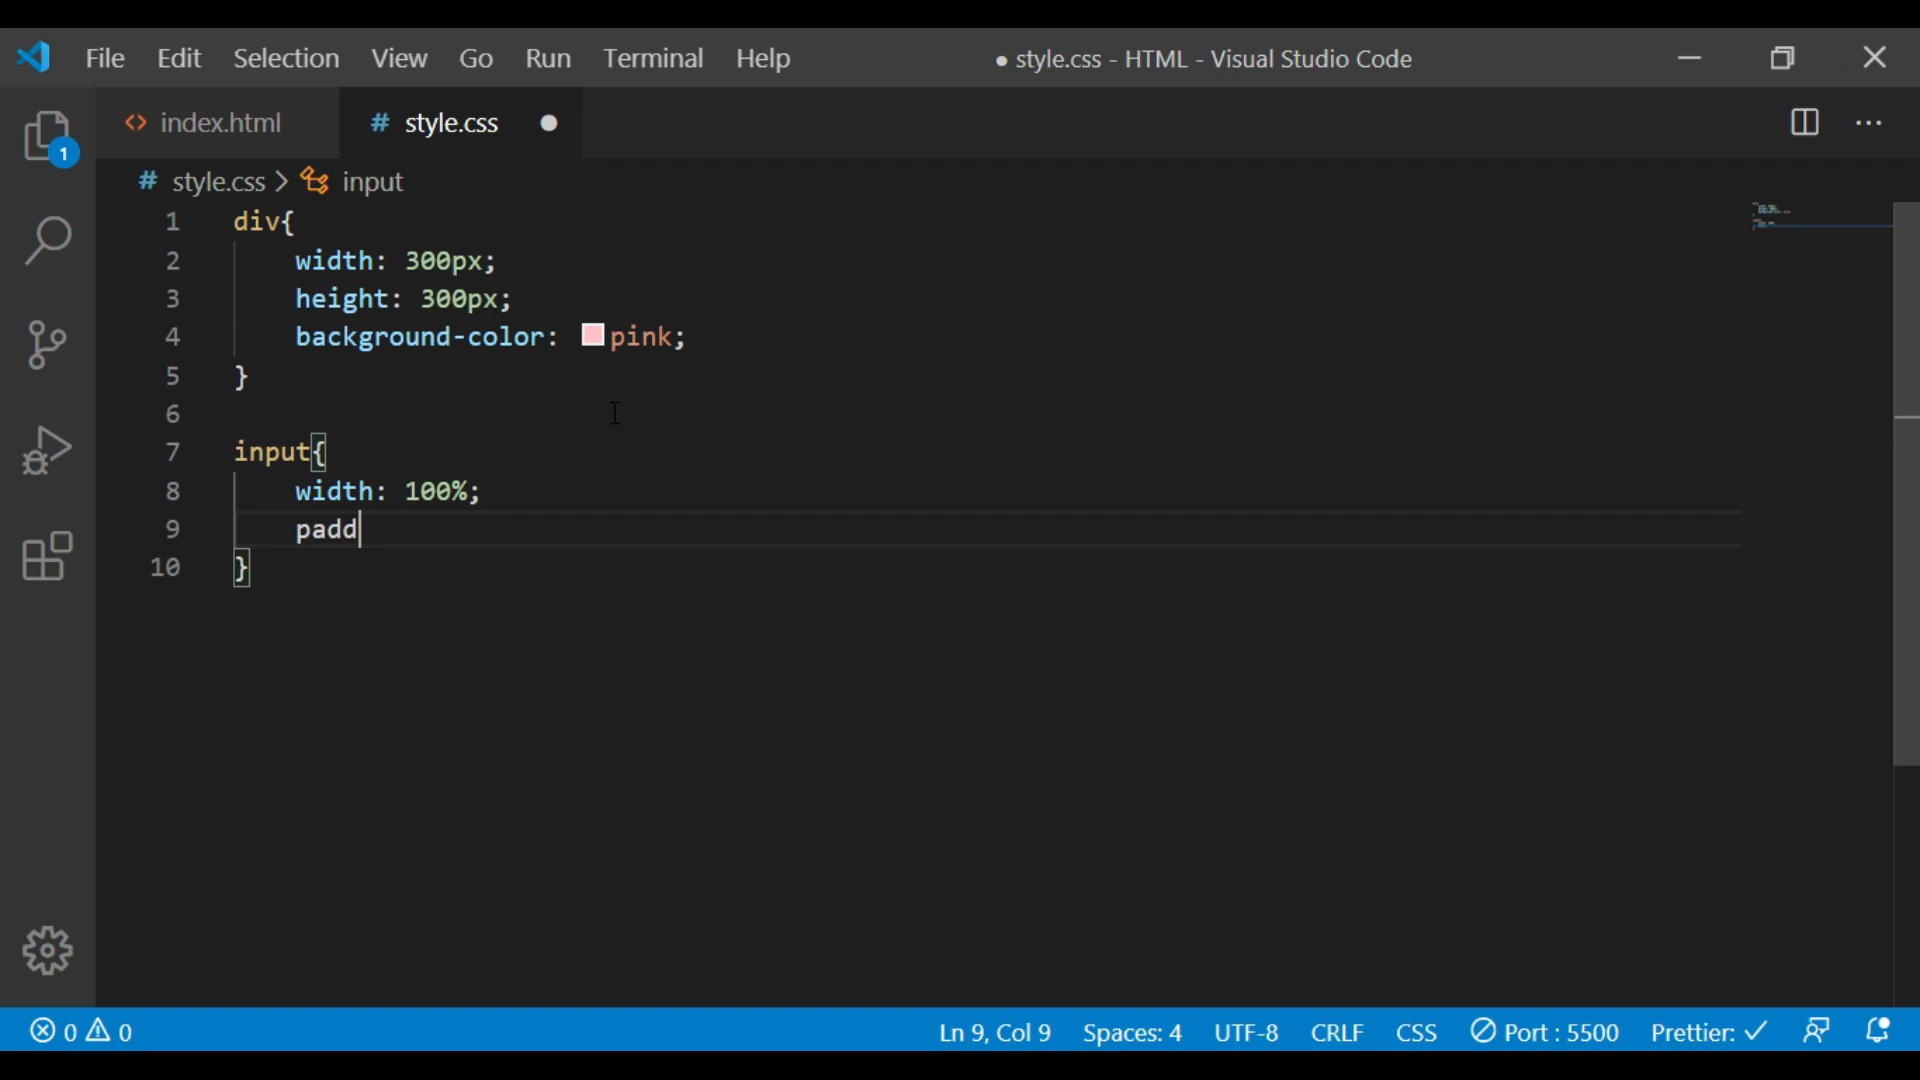 File Edit Selection View Go Run Terminal Help ● style.css - HTML - Visual Studio Code
1
<> index.html # style.css ● ...
# style.css > input
1 div{
2     width: 300px;
3     height: 300px;
4     background-color: pink;
5 }
6
7 input{
8     width: 100%;
9     padd
10 }
0 0 Ln 9, Col 9 Spaces: 4 UTF-8 CRLF CSS Port : 5500 Prettier: ✓